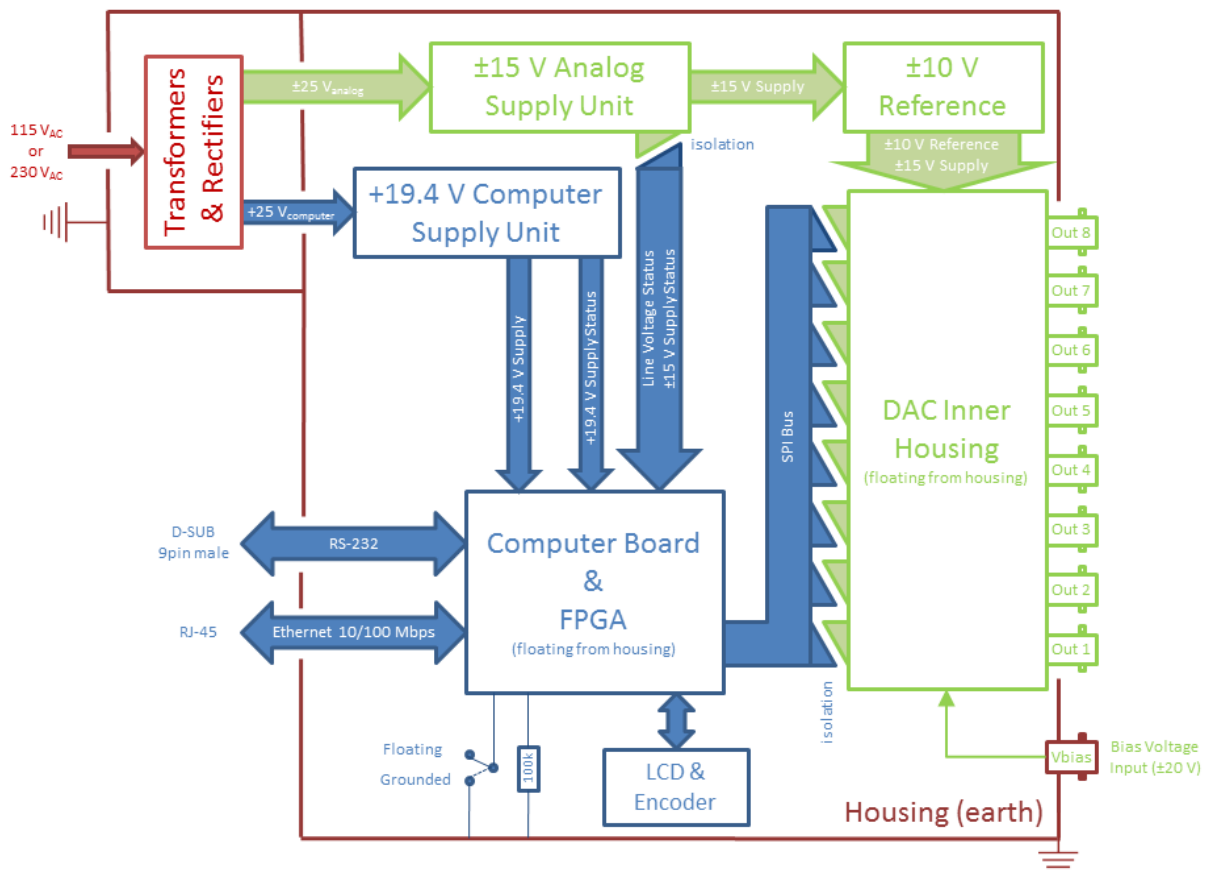 115 VAC
or
230 VAC
Transformers
& Rectifiers
±25 Vanalog
±15 V Analog
Supply Unit
±15 V Supply
±10 V
Reference
isolation
±10 V Reference
±15 V Supply
+25 Vcomputer
+19.4 V Computer
Supply Unit
+19.4 V Supply
+19.4 V Supply Status
Line Voltage Status
±15 V Supply Status
SPI Bus
DAC Inner
Housing
(floating from housing)
Out 8
Out 7
Out 6
Out 5
Out 4
Out 3
Out 2
Out 1
D-SUB
9pin male
RS-232
RJ-45
Ethernet 10/100 Mbps
Computer Board
&
FPGA
(floating from housing)
isolation
Floating
Grounded
100k
LCD &
Encoder
Vbias
Bias Voltage
Input (±20 V)
Housing (earth)